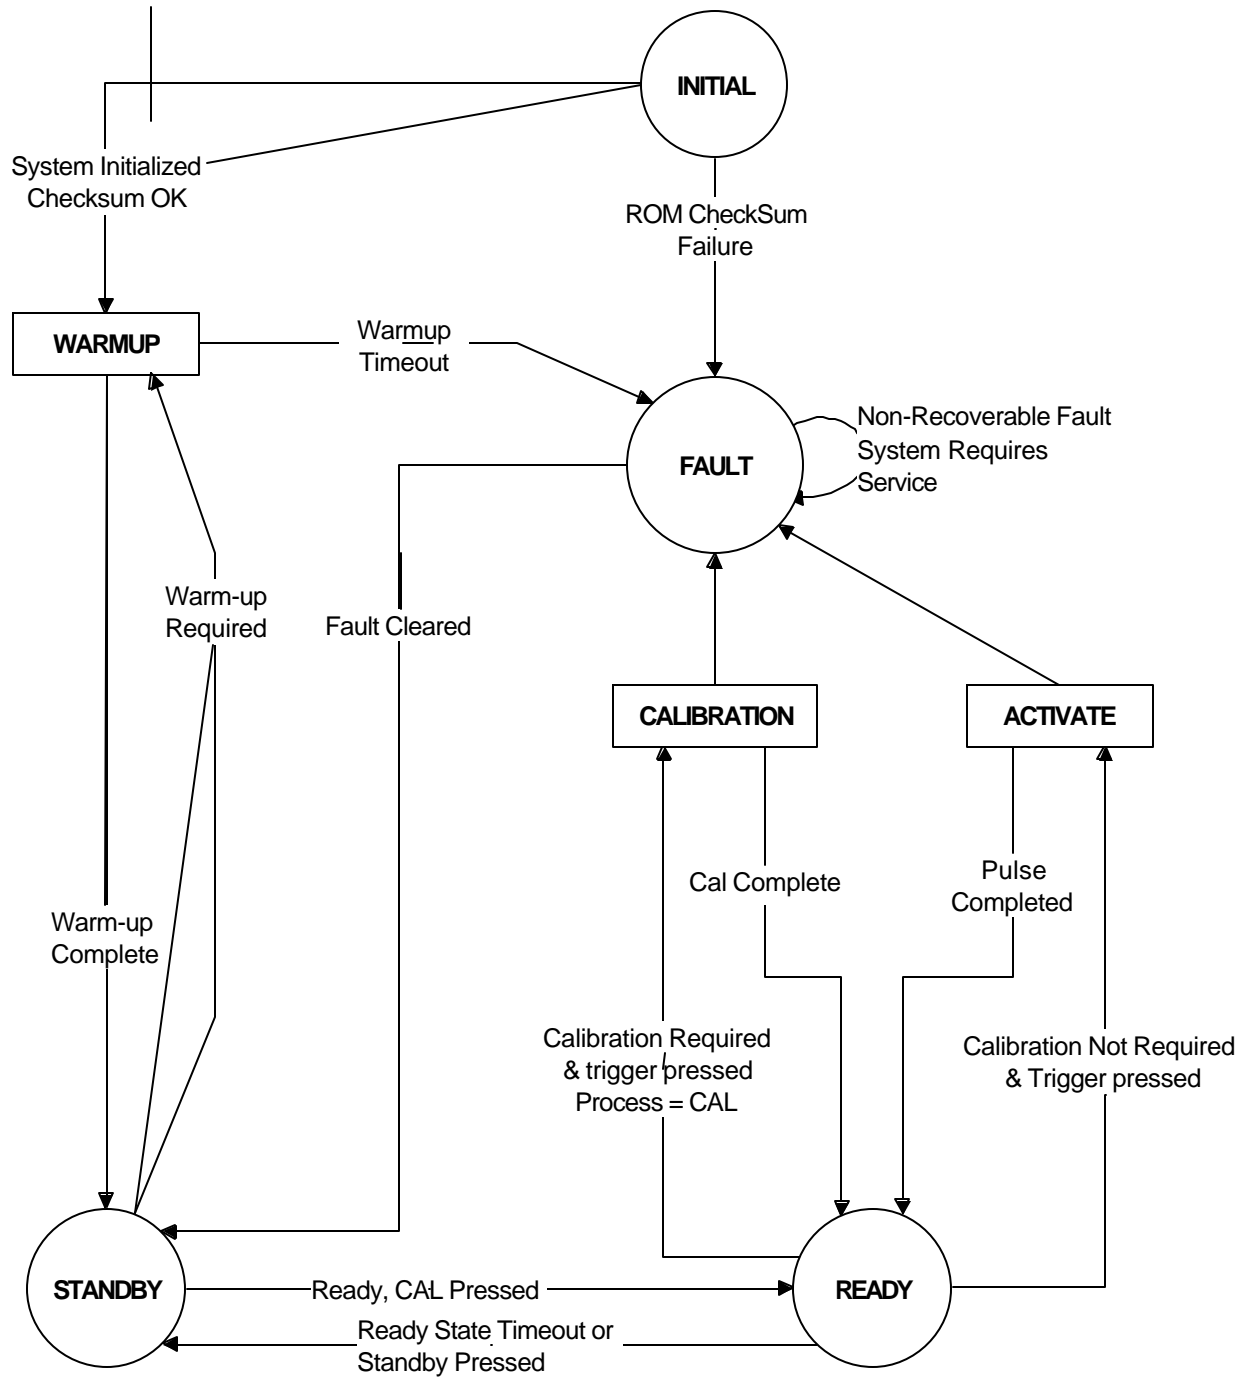 INITIAL
System Initialized
Checksum OK
ROM CheckSum
Failure
WARMUP
Warmup
Timeout
Non-Recoverable Fault
System Requires
Service
FAULT
Warm-up
Required
Fault Cleared
CALIBRATION
ACTIVATE
Cal Complete
Pulse
Completed
Warm-up
Complete
Calibration Required
& trigger pressed
Process = CAL
Calibration Not Required
& Trigger pressed
STANDBY
Ready, CAL Pressed
READY
Ready State Timeout or
Standby Pressed